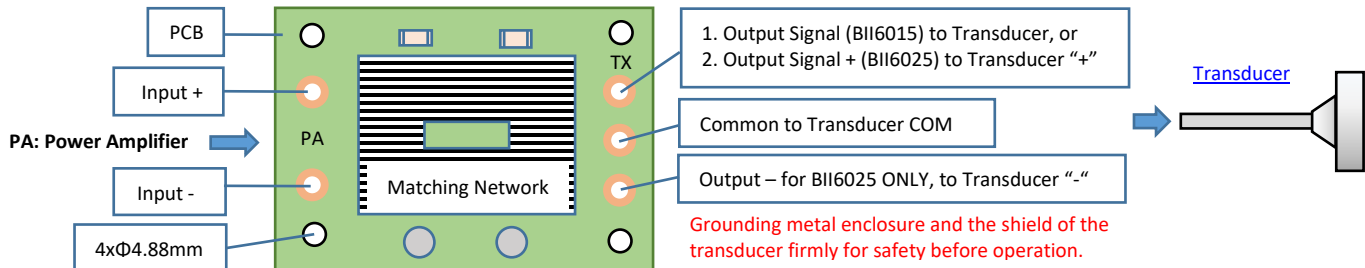 PCB
Input +
PA: Power Amplifier
Input -
4xΦ4.88mm
PA
TX
Matching Network
1. Output Signal (BII6015) to Transducer, or
2. Output Signal + (BII6025) to Transducer “+”
Common to Transducer COM
Output – for BII6025 ONLY, to Transducer “-“
Grounding metal enclosure and the shield of the
transducer firmly for safety before operation.
Transducer